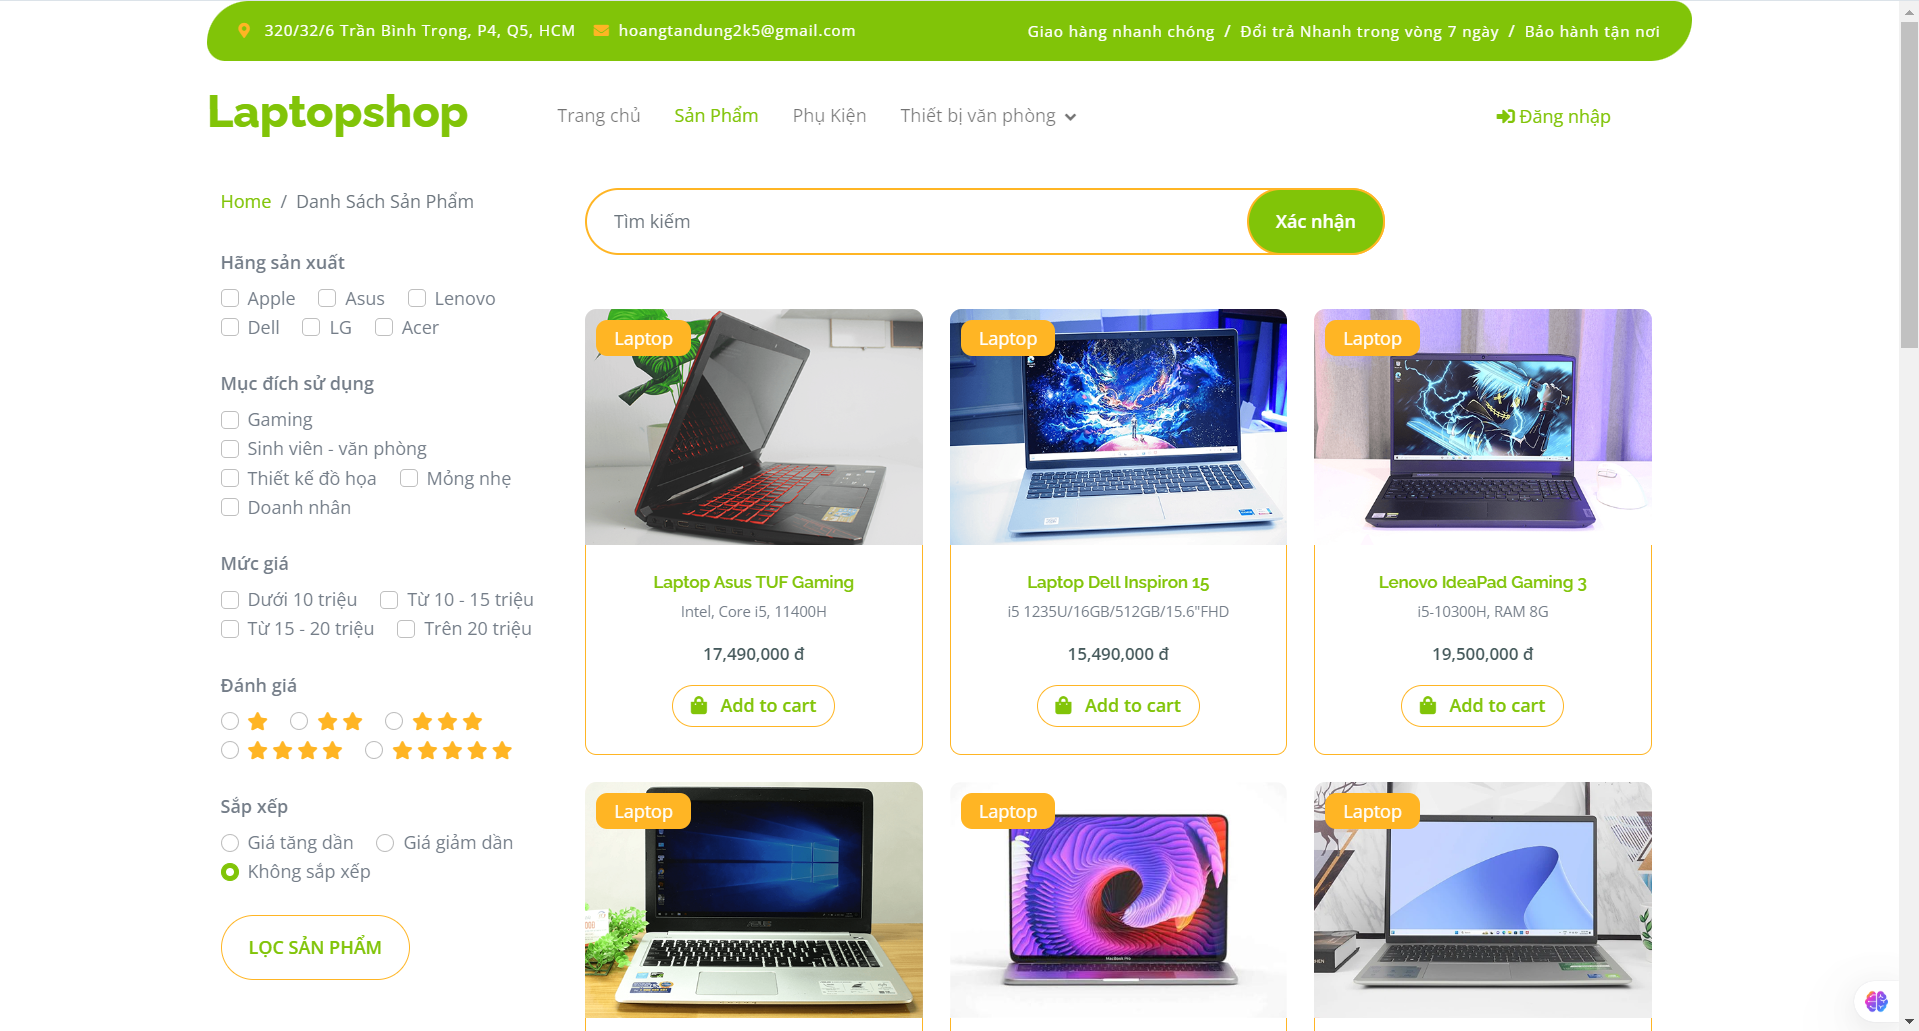 320/32/6 Trần Bình Trọng, P4, Q5, HCM hoangtandung2k5@gmail.com Giao hàng nhanh chóng / Đổi trả Nhanh trong vòng 7 ngày / Bảo hành tận nơi
Laptopshop Trang chủ Sản Phẩm Phụ Kiện Thiết bị văn phòng Đăng nhập
Home / Danh Sách Sản Phẩm
Tìm kiếm Xác nhận
Hãng sản xuất
Apple Asus Lenovo
Dell LG Acer
Mục đích sử dụng
Gaming
Sinh viên - văn phòng
Thiết kế đồ họa Mỏng nhẹ
Doanh nhân
Mức giá
Dưới 10 triệu Từ 10 - 15 triệu
Từ 15 - 20 triệu Trên 20 triệu
Đánh giá
Sắp xếp
Giá tăng dần Giá giảm dần
Không sắp xếp
LỌC SẢN PHẨM
Laptop Laptop Laptop
Laptop Asus TUF Gaming
Intel, Core i5, 11400H
17,490,000 đ
Add to cart
Laptop Dell Inspiron 15
i5 1235U/16GB/512GB/15.6"FHD
15,490,000 đ
Add to cart
Lenovo IdeaPad Gaming 3
i5-10300H, RAM 8G
19,500,000 đ
Add to cart
Laptop Laptop Laptop
ASUS
MacBook Pro